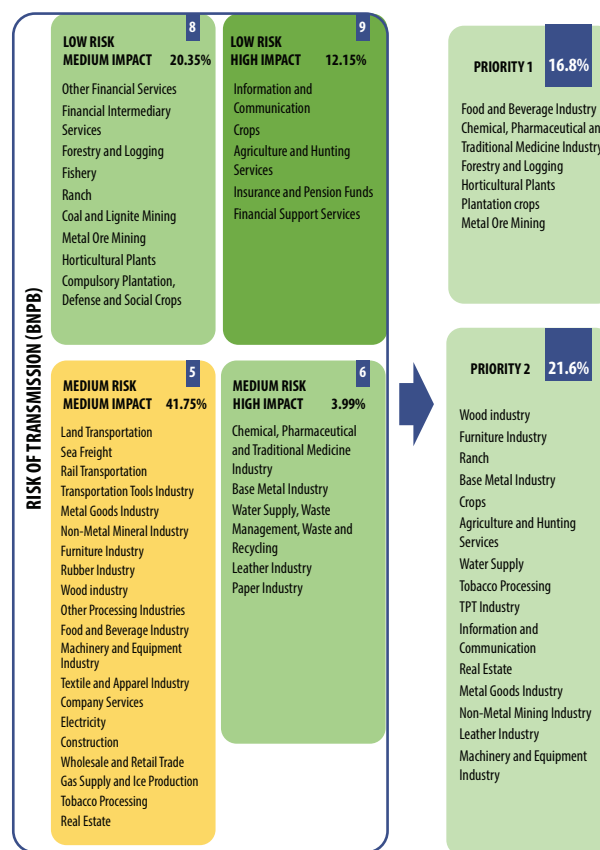 RISK OF TRANSMISSION (BNPB)
8
LOW RISK
MEDIUM IMPACT 20.35%
Other Financial Services
Financial Intermediary
Services
Forestry and Logging
Fishery
Ranch
Coal and Lignite Mining
Metal Ore Mining
Horticultural Plants
Compulsory Plantation,
Defense and Social Crops
9
LOW RISK
HIGH IMPACT 12.15%
Information and
Communication
Crops
Agriculture and Hunting
Services
Insurance and Pension Funds
Financial Support Services
5
MEDIUM RISK
MEDIUM IMPACT 41.75%
Land Transportation
Sea Freight
Rail Transportation
Transportation Tools Industry
Metal Goods Industry
Non-Metal Mineral Industry
Furniture Industry
Rubber Industry
Wood industry
Other Processing Industries
Food and Beverage Industry
Machinery and Equipment
Industry
Textile and Apparel Industry
Company Services
Electricity
Construction
Wholesale and Retail Trade
Gas Supply and Ice Production
Tobacco Processing
Real Estate
6
MEDIUM RISK
HIGH IMPACT 3.99%
Chemical, Pharmaceutical
and Traditional Medicine
Industry
Base Metal Industry
Water Supply, Waste
Management, Waste and
Recycling
Leather Industry
Paper Industry
PRIORITY 1 16.8%
Food and Beverage Industry
Chemical, Pharmaceutical an
Traditional Medicine Industry
Forestry and Logging
Horticultural Plants
Plantation crops
Metal Ore Mining
PRIORITY 2 21.6%
Wood industry
Furniture Industry
Ranch
Base Metal Industry
Crops
Agriculture and Hunting
Services
Water Supply
Tobacco Processing
TPT Industry
Information and
Communication
Real Estate
Metal Goods Industry
Non-Metal Mining Industry
Leather Industry
Machinery and Equipment
Industry